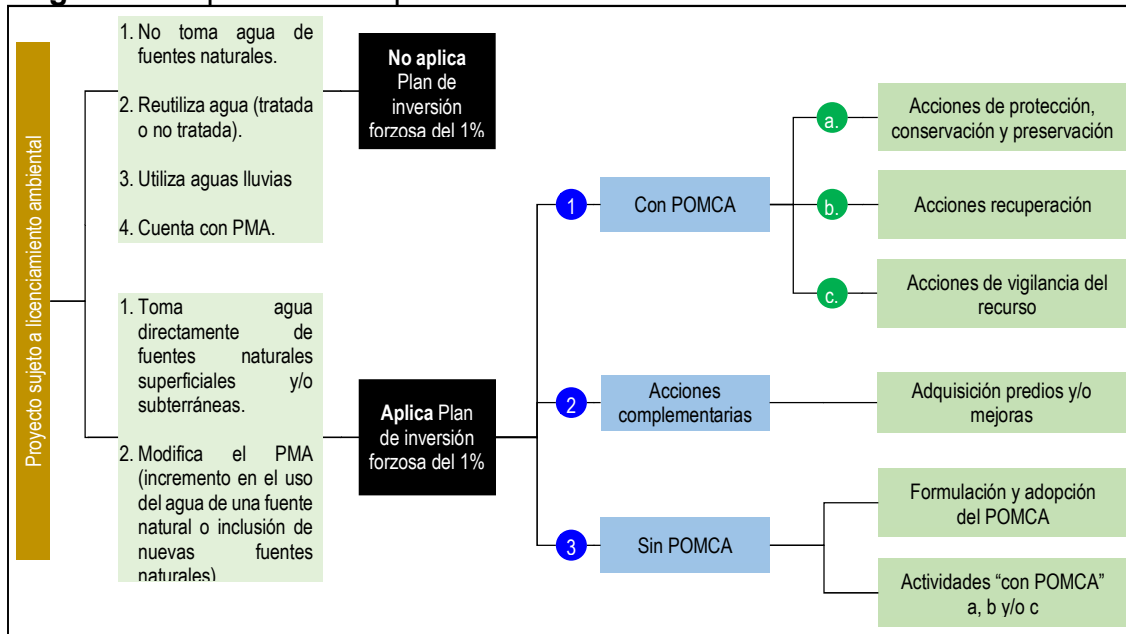 Proyecto sujeto a licenciamiento ambiental
1. No toma agua de
fuentes naturales.
2. Reutiliza agua (tratada
o no tratada).
3. Utiliza aguas lluvias
4. Cuenta con PMA.
No aplica
Plan de
inversión
forzosa del 1%
1. Toma agua
directamente de
fuentes naturales
superficiales y/o
subterráneas.
2. Modifica el PMA
(incremento en el uso
del agua de una fuente
natural o inclusión de
nuevas fuentes
naturales)
Aplica Plan
de inversión
forzosa del 1%
1
Con POMCA
a.
Acciones de protección,
conservación y preservación
b.
Acciones recuperación
c.
Acciones de vigilancia del
recurso
2
Acciones
complementarias
Adquisición predios y/o
mejoras
3
Sin POMCA
Formulación y adopción
del POMCA
Actividades “con POMCA”
a, b y/o c